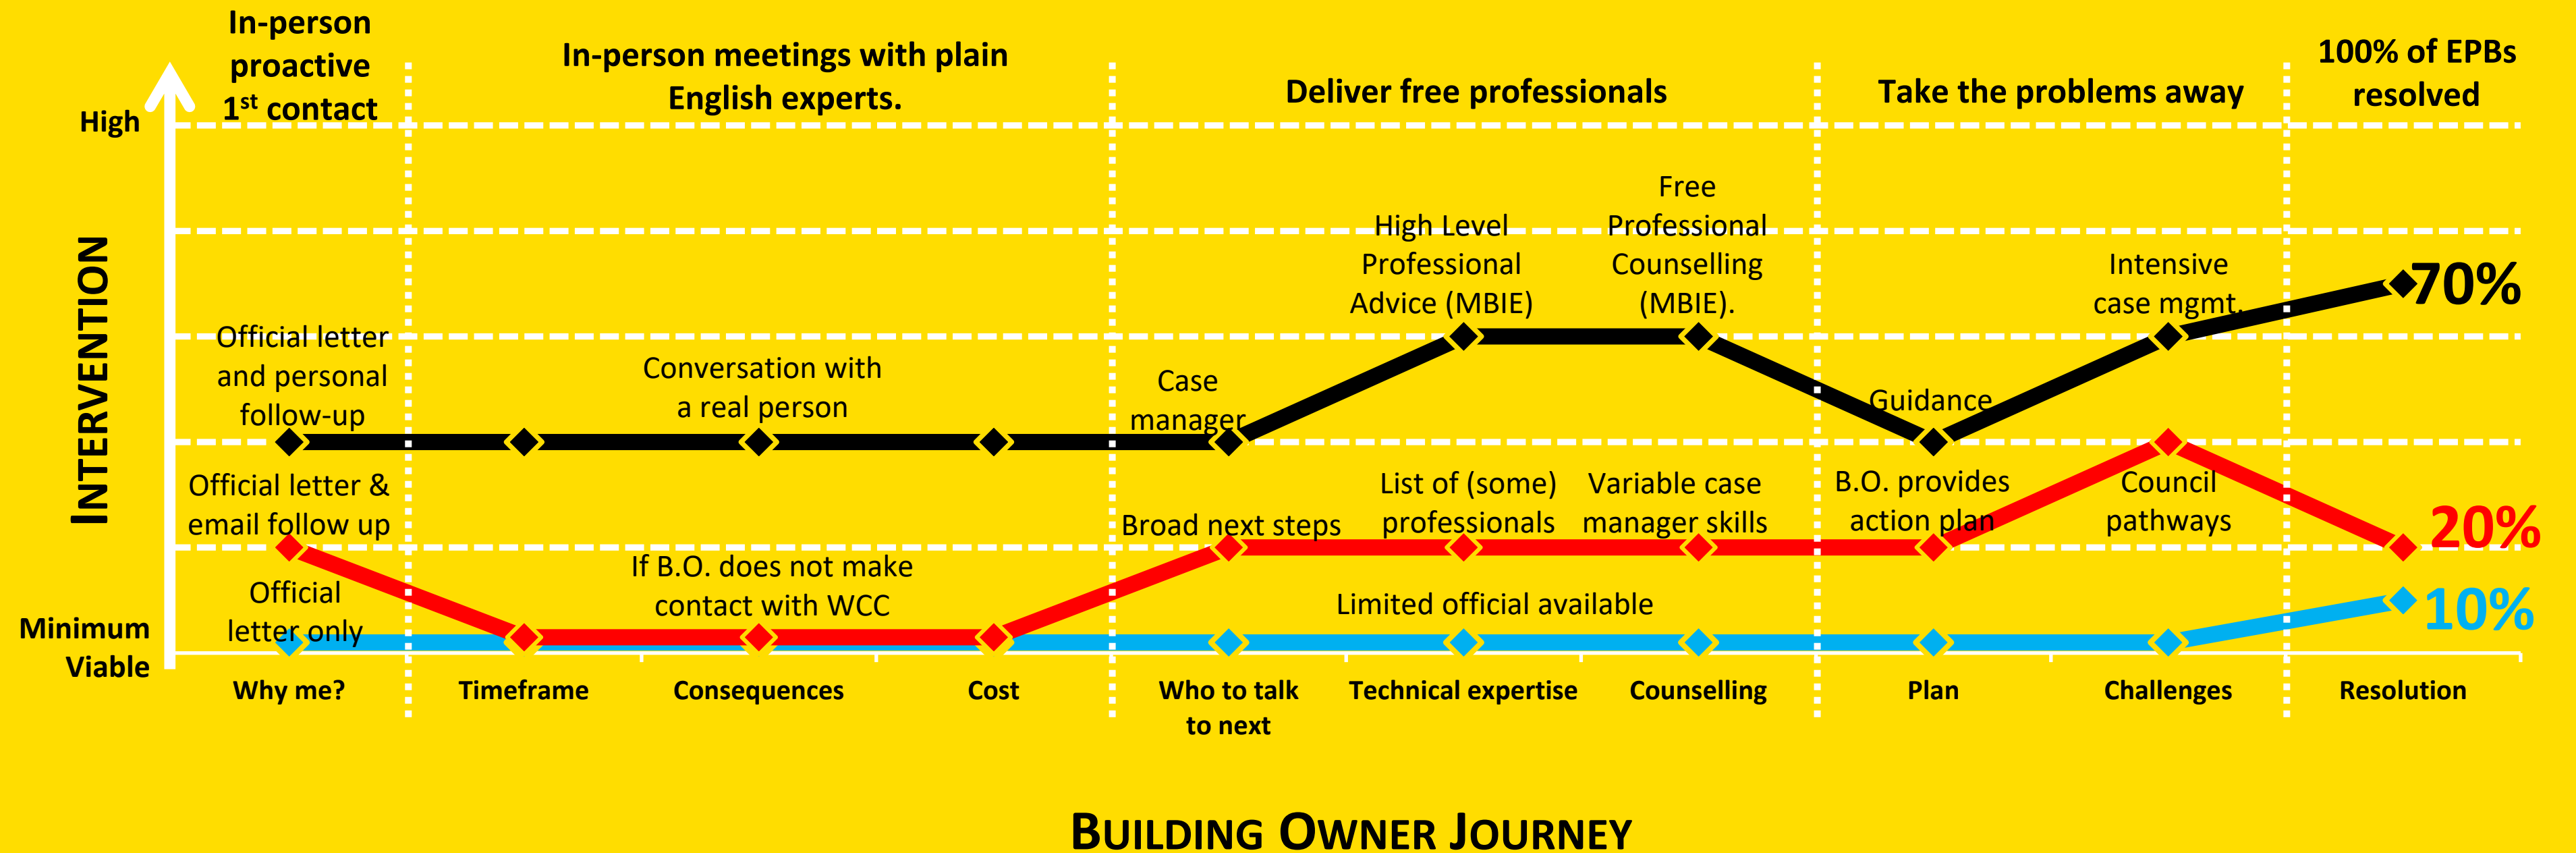 In-person
proactive
1st contact
In-person meetings with plain
English experts.
Deliver free professionals
Take the problems away
100% of EPBs
resolved
High
INTERVENTION
Minimum
Viable
Official letter
and personal
follow-up
Conversation with
a real person
Case
manager
High Level
Professional
Advice (MBIE)
Free
Professional
Counselling
(MBIE).
Guidance
Intensive
case mgmt.
70%
Official letter &
email follow up
If B.O. does not make
contact with WCC
Broad next steps
List of (some)
professionals
Variable case
manager skills
B.O. provides
action plan
Council
pathways
20%
Official
letter only
Limited official available
10%
Why me?
Timeframe
Consequences
Cost
Who to talk
to next
Technical expertise
Counselling
Plan
Challenges
Resolution
BUILDING OWNER JOURNEY